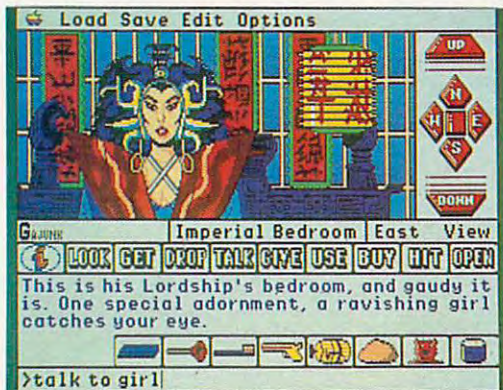 Load Save Edit Options
UP
N
W E
S
DOWN
GAJUNK Imperial Bedroom East View
LOOK GET DROP TALK GIVE USE BUY HIT OPEN
This is his Lordship's bedroom, and gaudy it
is. One special adornment, a ravishing girl
catches your eye.
>talk to girl